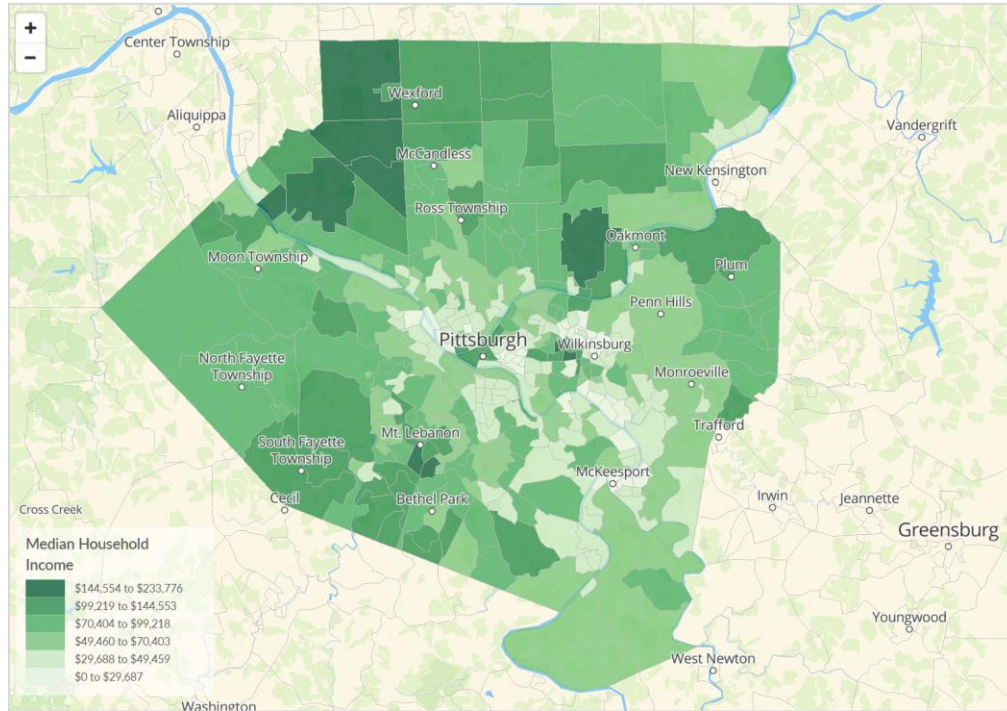 +
−
Center Township
Aliquippa
Wexford
Vandergrift
McCandless
New Kensington
Ross Township
Oakmont
Moon Township
Plum
Penn Hills
Pittsburgh
Wilkinsburg
North Fayette
Township
Monroeville
Mt. Lebanon
Trafford
South Fayette
Township
McKeesport
Cecil
Bethel Park
Irwin
Jeannette
Cross Creek
Greensburg
Median Household
Income
$144,554 to $233,776
$99,219 to $144,553
$70,404 to $99,218
$49,460 to $70,403
$29,688 to $49,459
$0 to $29,687
Youngwood
West Newton
Washington